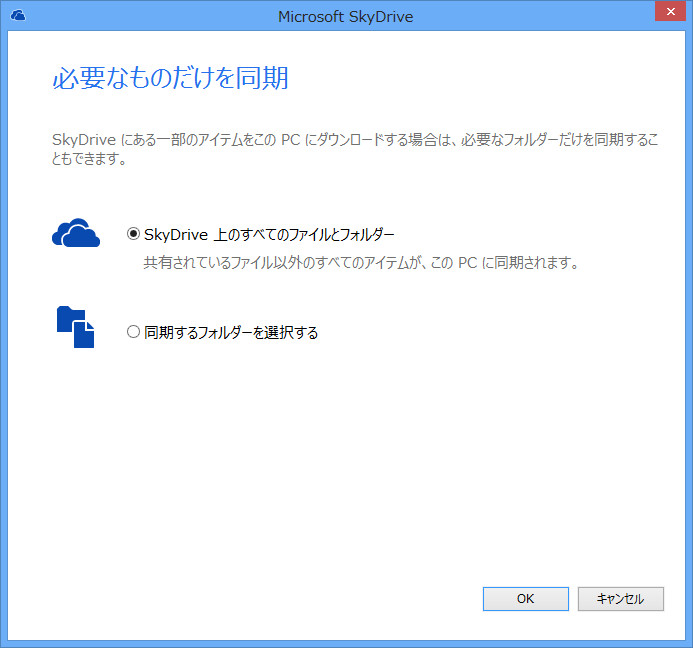 Microsoft SkyDrive
必要なものだけを同期
SkyDrive にある一部のアイテムをこの PC にダウンロードする場合は、必要なフォルダーだけを同期するこ
ともできます。
SkyDrive 上のすべてのファイルとフォルダー
共有されているファイル以外のすべてのアイテムが、この PC に同期されます。
同期するフォルダーを選択する
OK
キャンセル